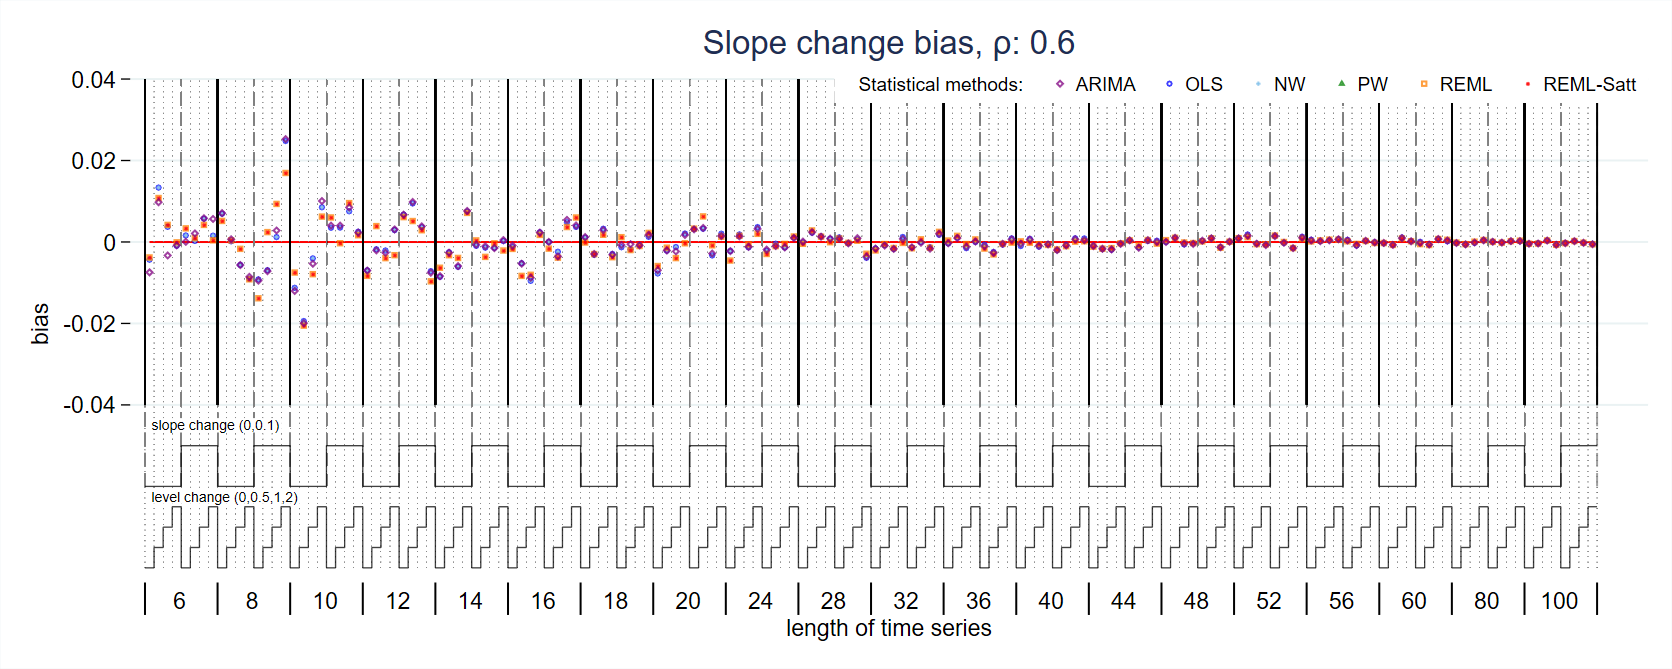 Slope change bias, ρ: 0.6
Statistical methods: ARIMA OLS NW PW REML REML-Satt
0.04
0.02
0
-0.02
-0.04
bias
slope change (0,0.1)
level change (0,0.5,1,2)
6 8 10 12 14 16 18 20 24 28 32 36 40 44 48 52 56 60 80 100
length of time series